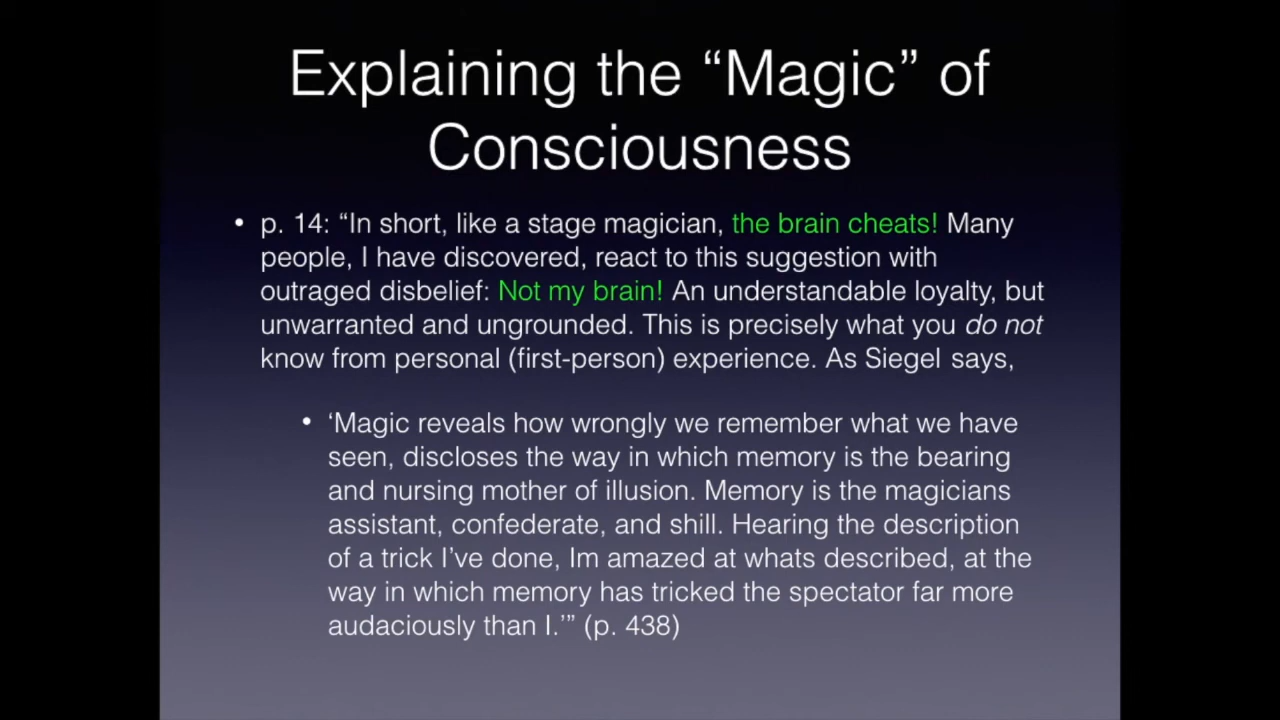 Explaining the “Magic” of
Consciousness
• p. 14: “In short, like a stage magician, the brain cheats! Many
people, I have discovered, react to this suggestion with
outraged disbelief: Not my brain! An understandable loyalty, but
unwarranted and ungrounded. This is precisely what you do not
know from personal (first-person) experience. As Siegel says,
• ‘Magic reveals how wrongly we remember what we have
seen, discloses the way in which memory is the bearing
and nursing mother of illusion. Memory is the magicians
assistant, confederate, and shill. Hearing the description
of a trick I’ve done, Im amazed at whats described, at the
way in which memory has tricked the spectator far more
audaciously than I.’” (p. 438)